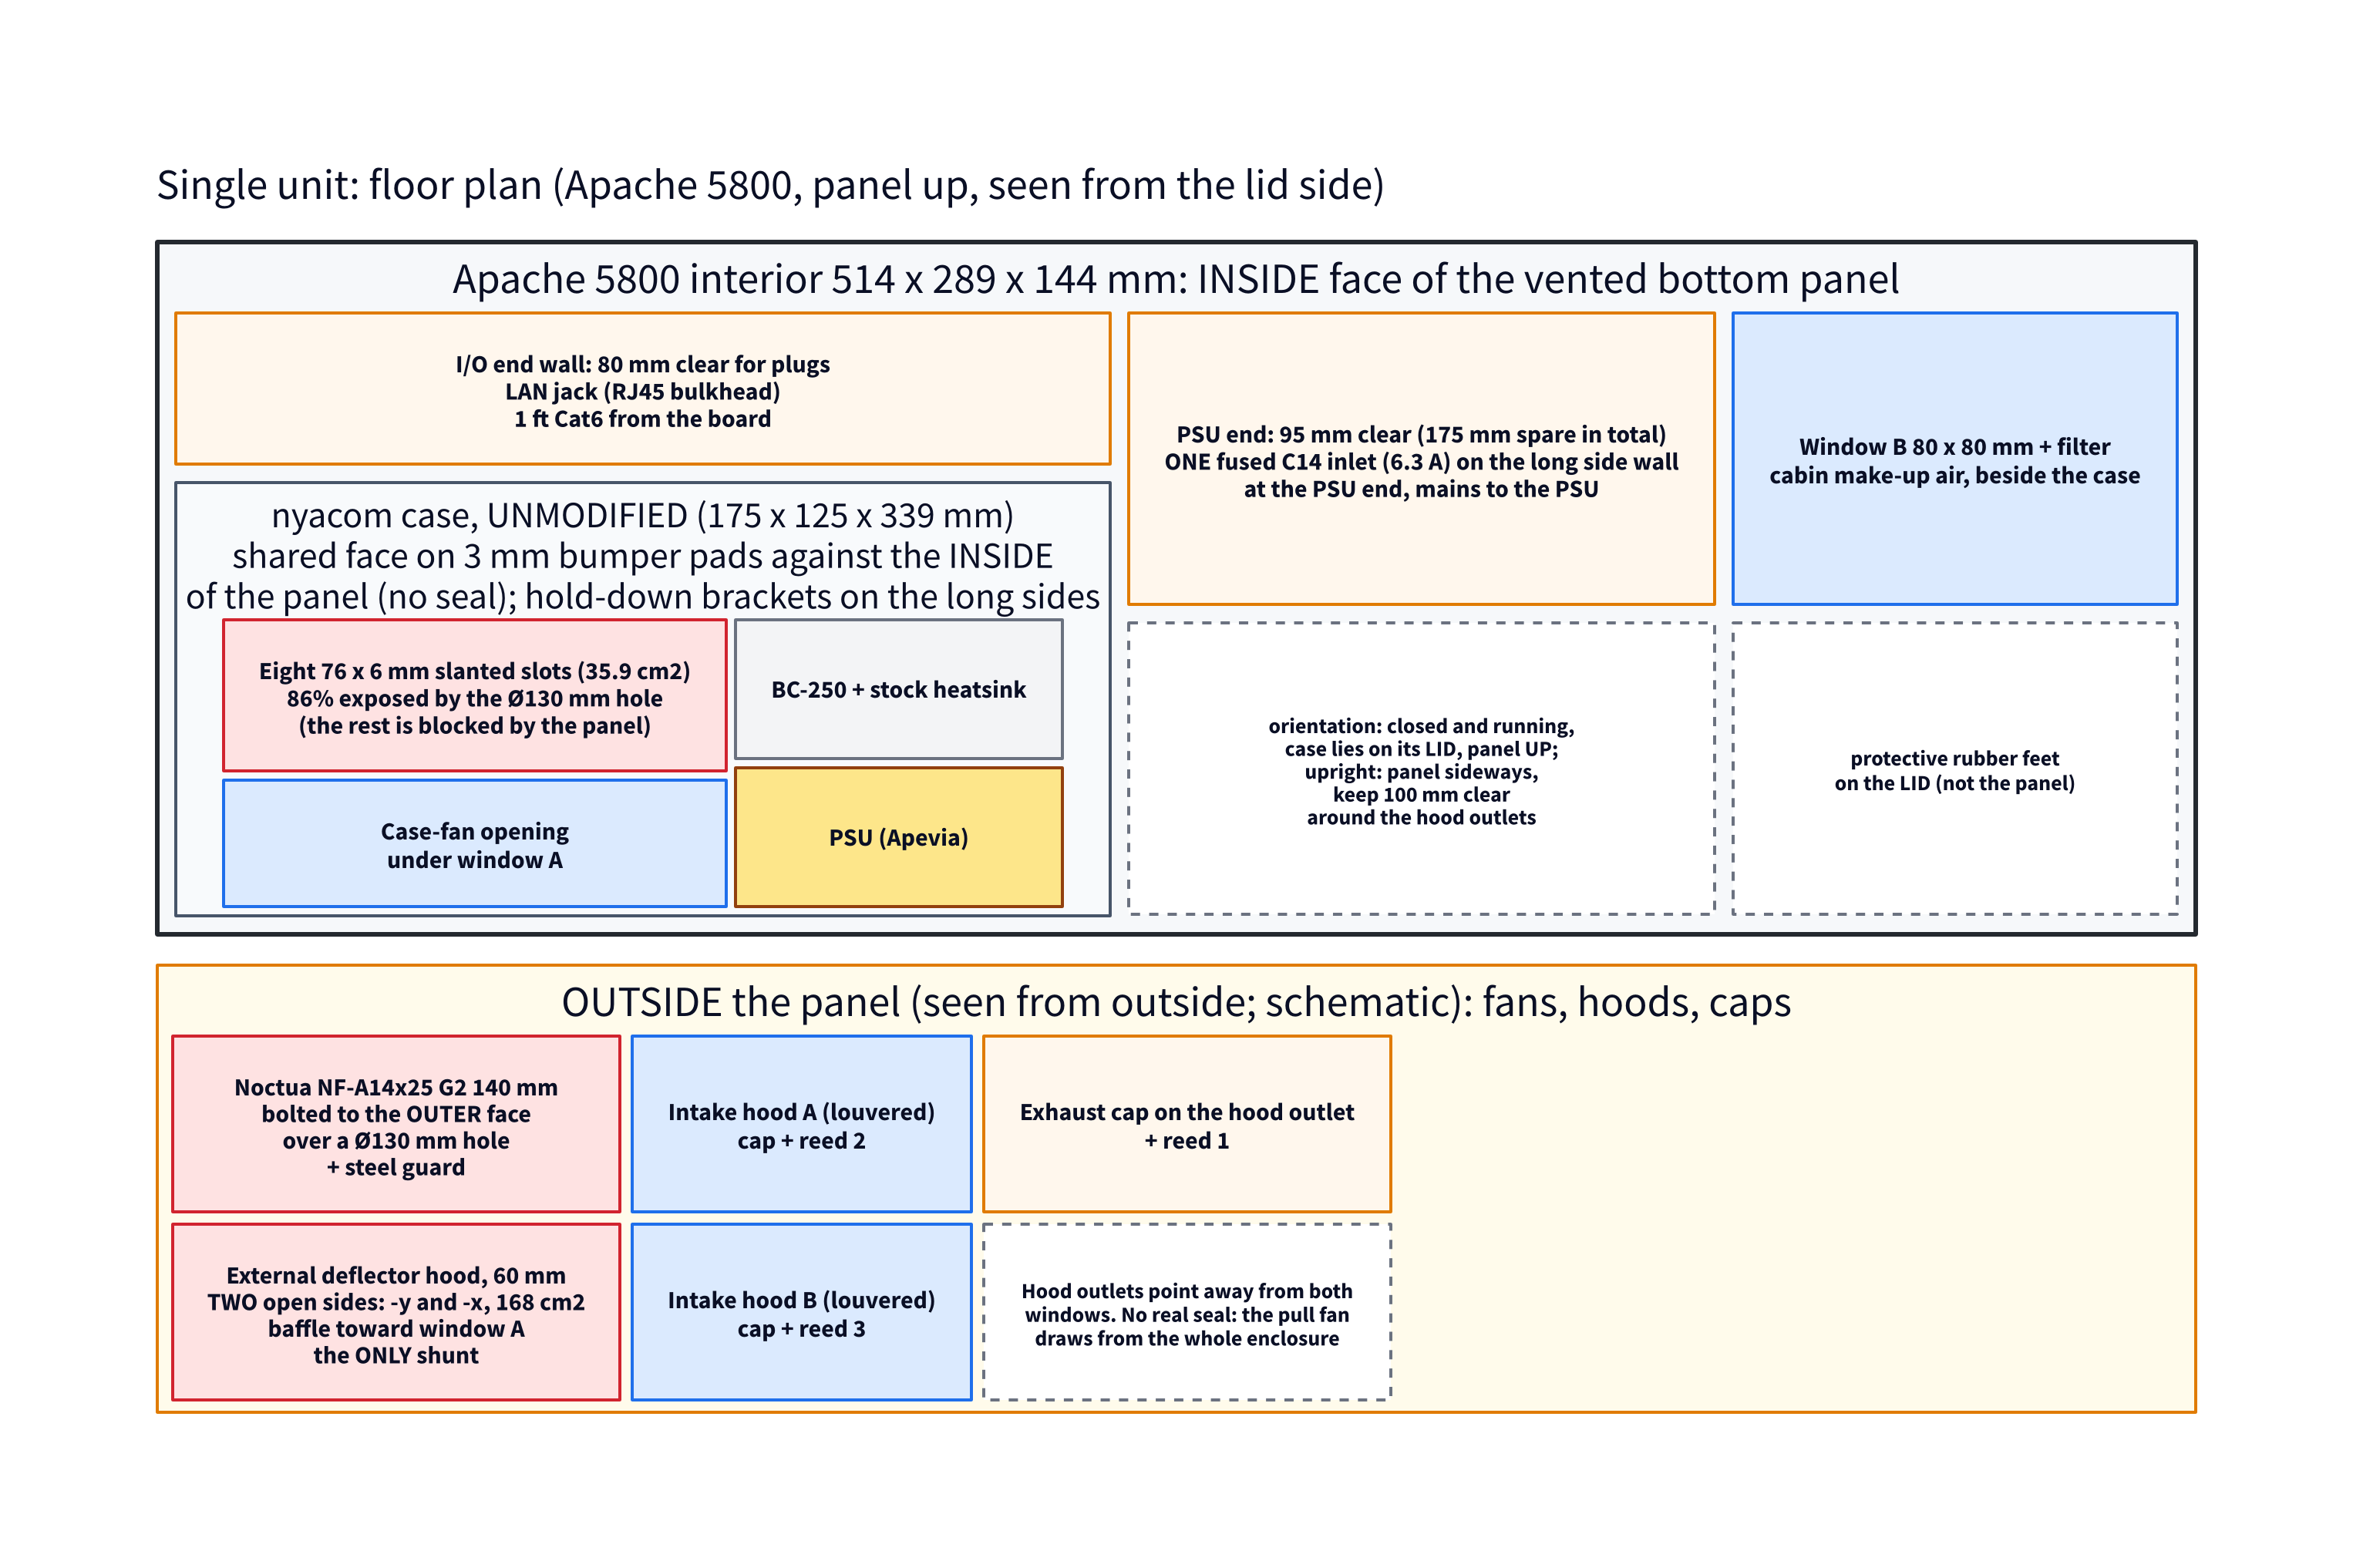 Single unit: floor plan (Apache 5800, panel up, seen from the lid side)
Apache 5800 interior 514 x 289 x 144 mm: INSIDE face of the vented bottom panel
I/O end wall: 80 mm clear for plugs
LAN jack (RJ45 bulkhead)
1 ft Cat6 from the board
PSU end: 95 mm clear (175 mm spare in total)
ONE fused C14 inlet (6.3 A) on the long side wall
at the PSU end, mains to the PSU
Window B 80 x 80 mm + filter
cabin make-up air, beside the case
nyacom case, UNMODIFIED (175 x 125 x 339 mm)
shared face on 3 mm bumper pads against the INSIDE
of the panel (no seal); hold-down brackets on the long sides
Eight 76 x 6 mm slanted slots (35.9 cm2)
86% exposed by the Ø130 mm hole
(the rest is blocked by the panel)
BC-250 + stock heatsink
Case-fan opening
under window A
PSU (Apevia)
orientation: closed and running,
case lies on its LID, panel UP;
upright: panel sideways,
keep 100 mm clear
around the hood outlets
protective rubber feet
on the LID (not the panel)
OUTSIDE the panel (seen from outside; schematic): fans, hoods, caps
Noctua NF-A14x25 G2 140 mm
bolted to the OUTER face
over a Ø130 mm hole
+ steel guard
Intake hood A (louvered)
cap + reed 2
Exhaust cap on the hood outlet
+ reed 1
External deflector hood, 60 mm
TWO open sides: -y and -x, 168 cm2
baffle toward window A
the ONLY shunt
Intake hood B (louvered)
cap + reed 3
Hood outlets point away from both
windows. No real seal: the pull fan
draws from the whole enclosure